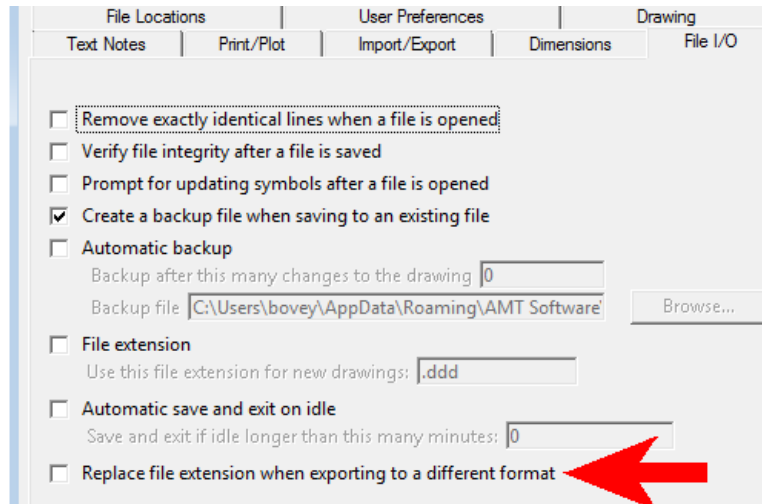 File Locations User Preferences Drawing
Text Notes Print/Plot Import/Export Dimensions File I/O
Remove exactly identical lines when a file is opened
Verify file integrity after a file is saved
Prompt for updating symbols after a file is opened
Create a backup file when saving to an existing file
Automatic backup
Backup after this many changes to the drawing 0
Backup file C:\Users\bovey\AppData\Roaming\AMT Software\ Browse...
File extension
Use this file extension for new drawings: .ddd
Automatic save and exit on idle
Save and exit if idle longer than this many minutes: 0
Replace file extension when exporting to a different format